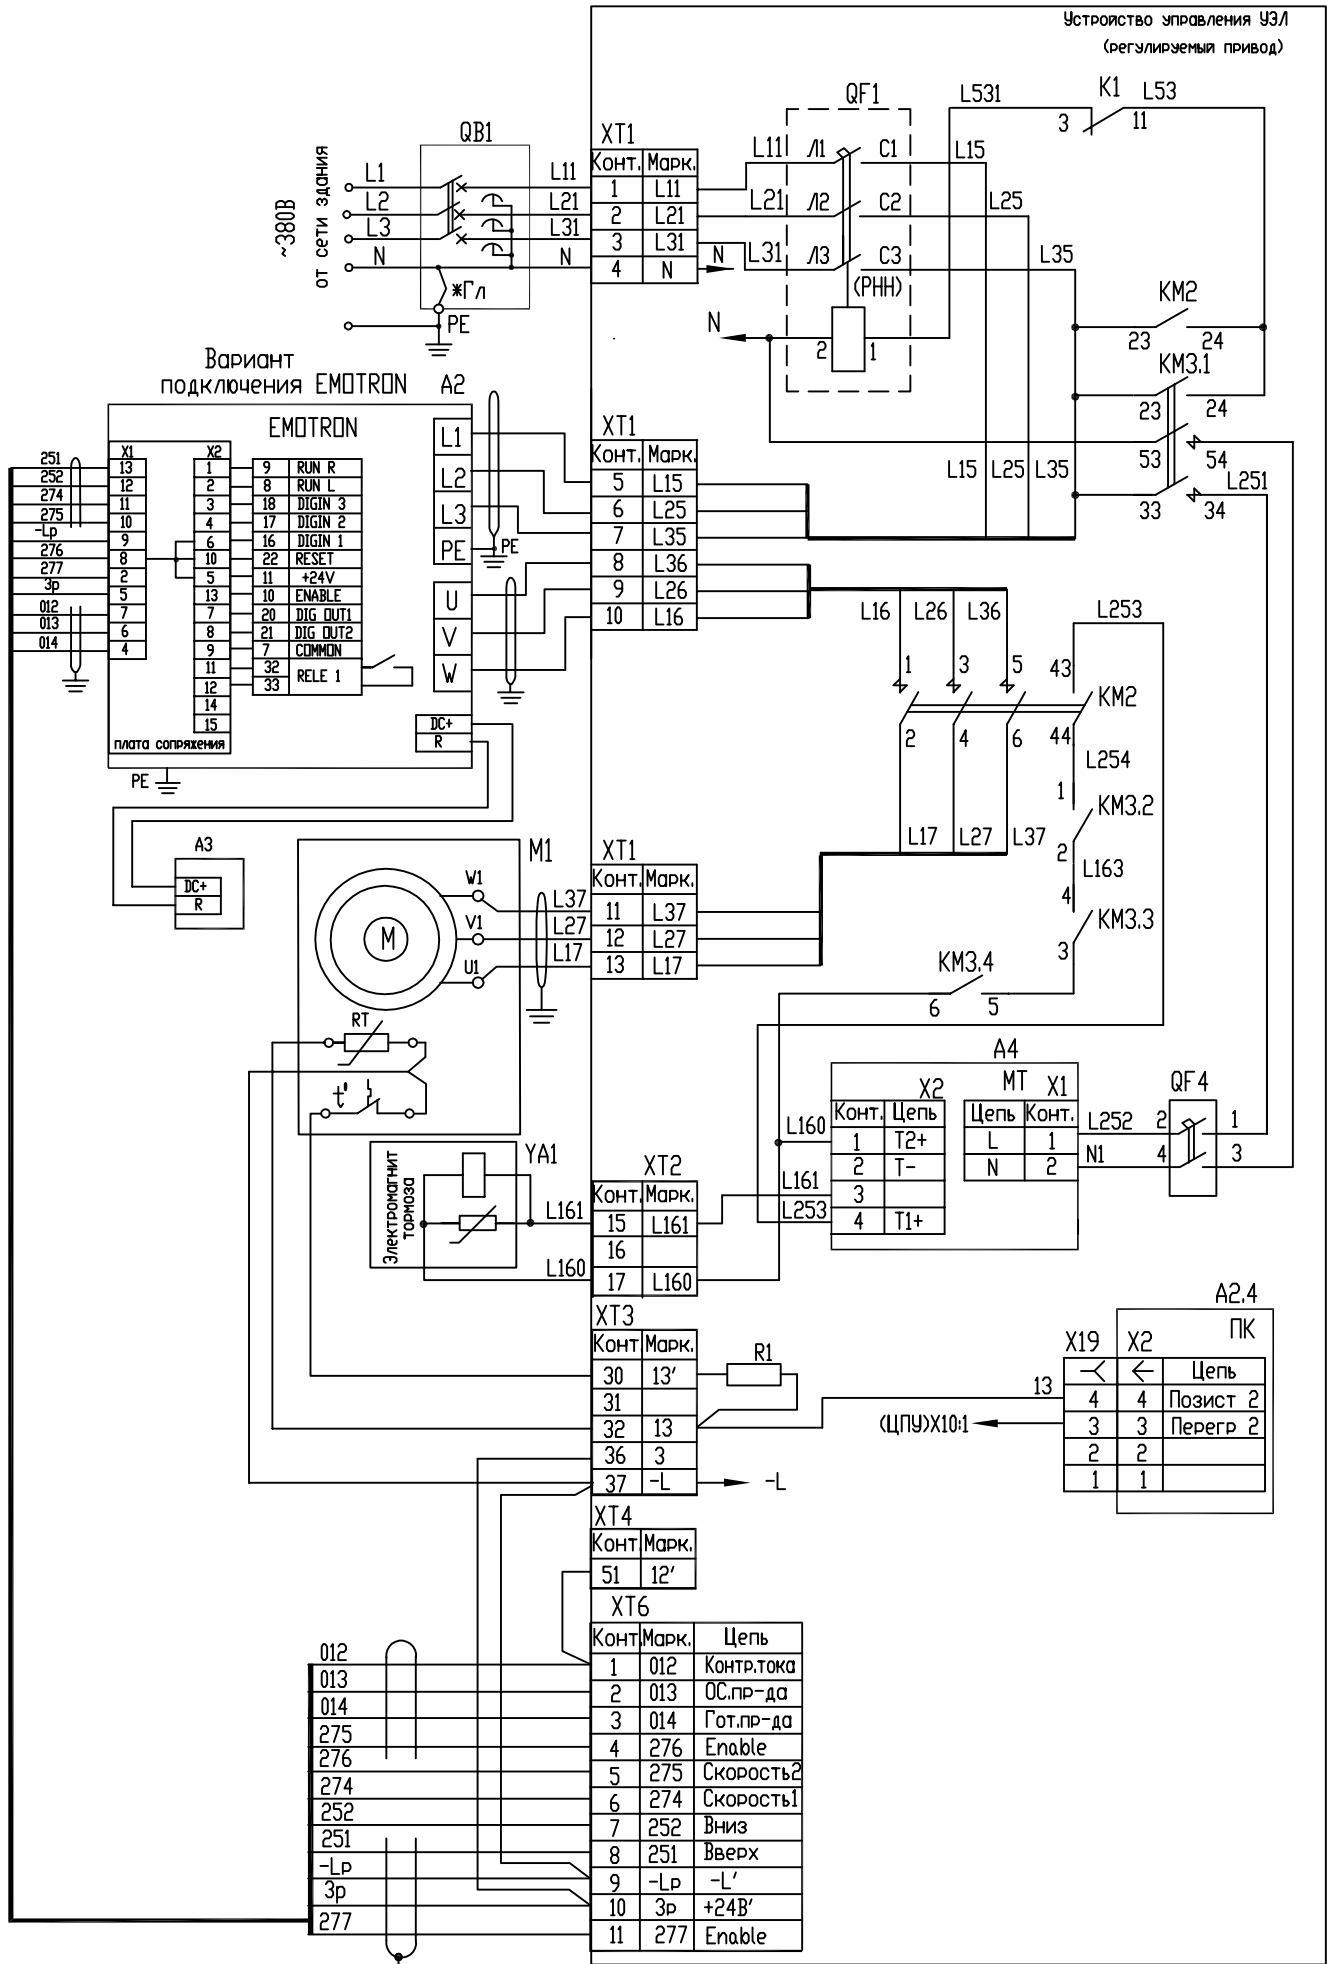 Устройство управления УЭЛ
(регулируемый привод)
~380В
от сети здания
QB1
L1
L2
L3
N
L11
L21
L31
N
*Гл
PE
XT1
Конт. Марк.
1 L11
2 L21
3 L31
4 N
L11
L21
L31
N
QF1
Л1 С1
Л2 С2
Л3 С3
(РНН)
2 1
N
L15
L25
L35
L531
К1
L53
3 11
КМ2
23 24
КМ3.1
23 24
53 54
33 34
L251
L15 L25 L35
Вариант
подключения EMOTRON
A2
EMOTRON
X1
13
12
11
10
9
8
2
5
7
6
4
X2
1
2
3
4
6
10
5
13
7
8
9
11
12
14
15
9 RUN R
8 RUN L
18 DIGIN 3
17 DIGIN 2
16 DIGIN 1
22 RESET
11 +24V
10 ENABLE
20 DIG OUT1
21 DIG OUT2
7 COMMON
32
33
RELE 1
плата сопряжения
251
252
274
275
-Lp
276
277
3p
012
013
014
L1
L2
L3
PE
PE
U
V
W
DC+
R
PE
XT1
Конт. Марк.
5 L15
6 L25
7 L35
8 L36
9 L26
10 L16
L16 L26 L36
L253
1 3 5 43
КМ2
2 4 6 44
L254
1
КМ3.2
2
L163
4
КМ3.3
3
L17 L27 L37
A3
DC+
R
M1
M
W1
V1
U1
L37
L27
L17
RT
t°
XT1
Конт. Марк.
11 L37
12 L27
13 L17
КМ3.4
6 5
A4
МТ
X2
Конт. Цепь
1 Т2+
2 Т-
3
4 Т1+
X1
Цепь Конт.
L 1
N 2
L160
L161
L253
L252
N1
QF4
2 1
4 3
YA1
Электромагнит
тормоза
L161
L160
XT2
Конт. Марк.
15 L161
16
17 L160
XT3
Конт. Марк.
30 13'
31
32 13
36 3
37 -L
R1
13
-L
(ЦПУ)X10:1
A2.4
ПК
X19 X2
Цепь
4 4 Позист 2
3 3 Перегр 2
2 2
1 1
XT4
Конт. Марк.
51 12'
XT6
Конт. Марк. Цепь
1 012 Контр.тока
2 013 ОС.пр-да
3 014 Гот.пр-да
4 276 Enable
5 275 Скорость2
6 274 Скорость1
7 252 Вниз
8 251 Вверх
9 -Lp -L'
10 3p +24В'
11 277 Enable
012
013
014
275
276
274
252
251
-Lp
3p
277